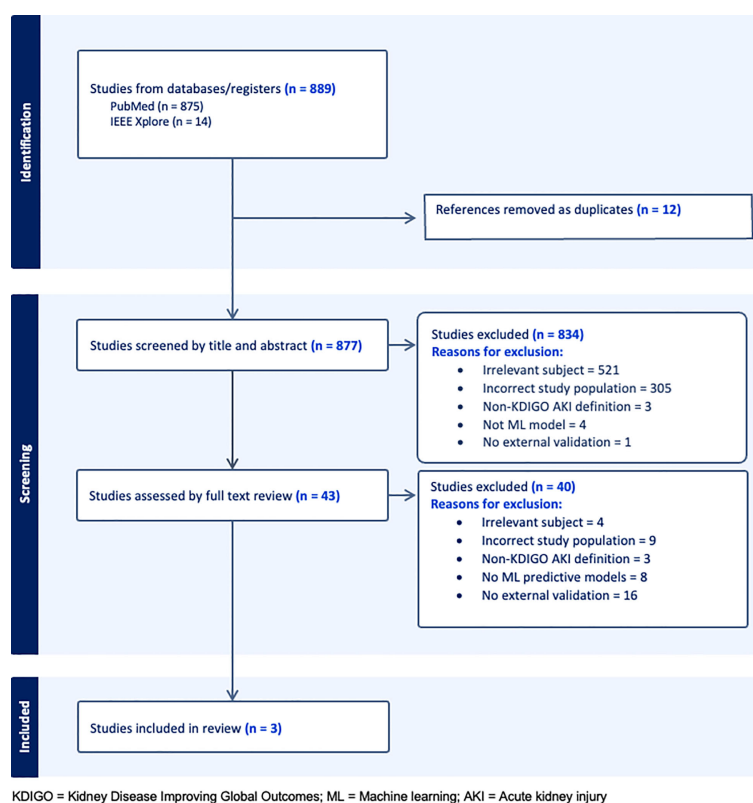 Identification
Studies from databases/registers (n = 889)
PubMed (n = 875)
IEEE Xplore (n = 14)
References removed as duplicates (n = 12)
Screening
Studies screened by title and abstract (n = 877)
Studies excluded (n = 834)
Reasons for exclusion:
• Irrelevant subject = 521
• Incorrect study population = 305
• Non-KDIGO AKI definition = 3
• Not ML model = 4
• No external validation = 1
Studies assessed by full text review (n = 43)
Studies excluded (n = 40)
Reasons for exclusion:
• Irrelevant subject = 4
• Incorrect study population = 9
• Non-KDIGO AKI definition = 3
• No ML predictive models = 8
• No external validation = 16
Included
Studies included in review (n = 3)
KDIGO = Kidney Disease Improving Global Outcomes; ML = Machine learning; AKI = Acute kidney injury